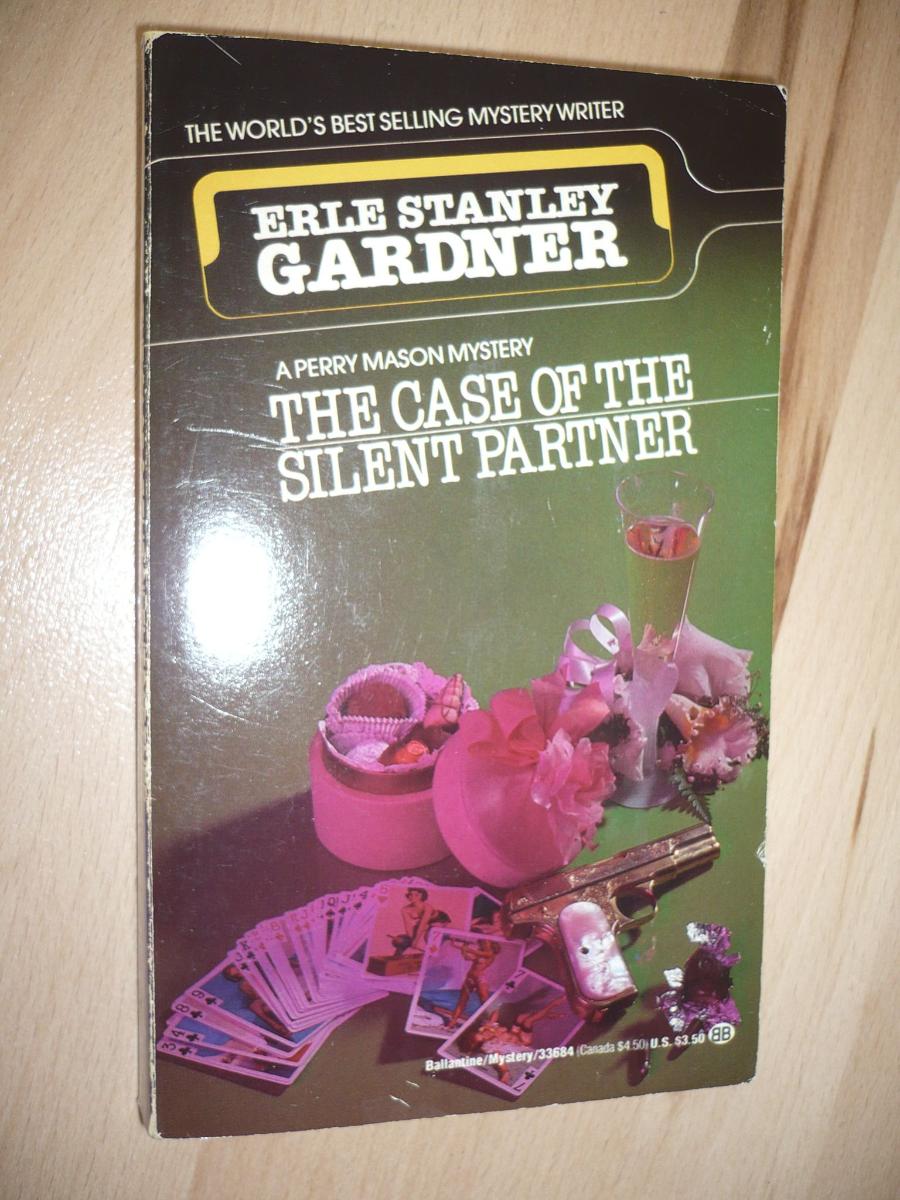 THE WORLD'S BEST SELLING MYSTERY WRITER
ERLE STANLEY
GARDNER
A PERRY MASON MYSTERY
THE CASE OF THE
SILENT PARTNER
Ballantine/Mystery/33684 (Canada $4.50) U.S. $3.50 BB